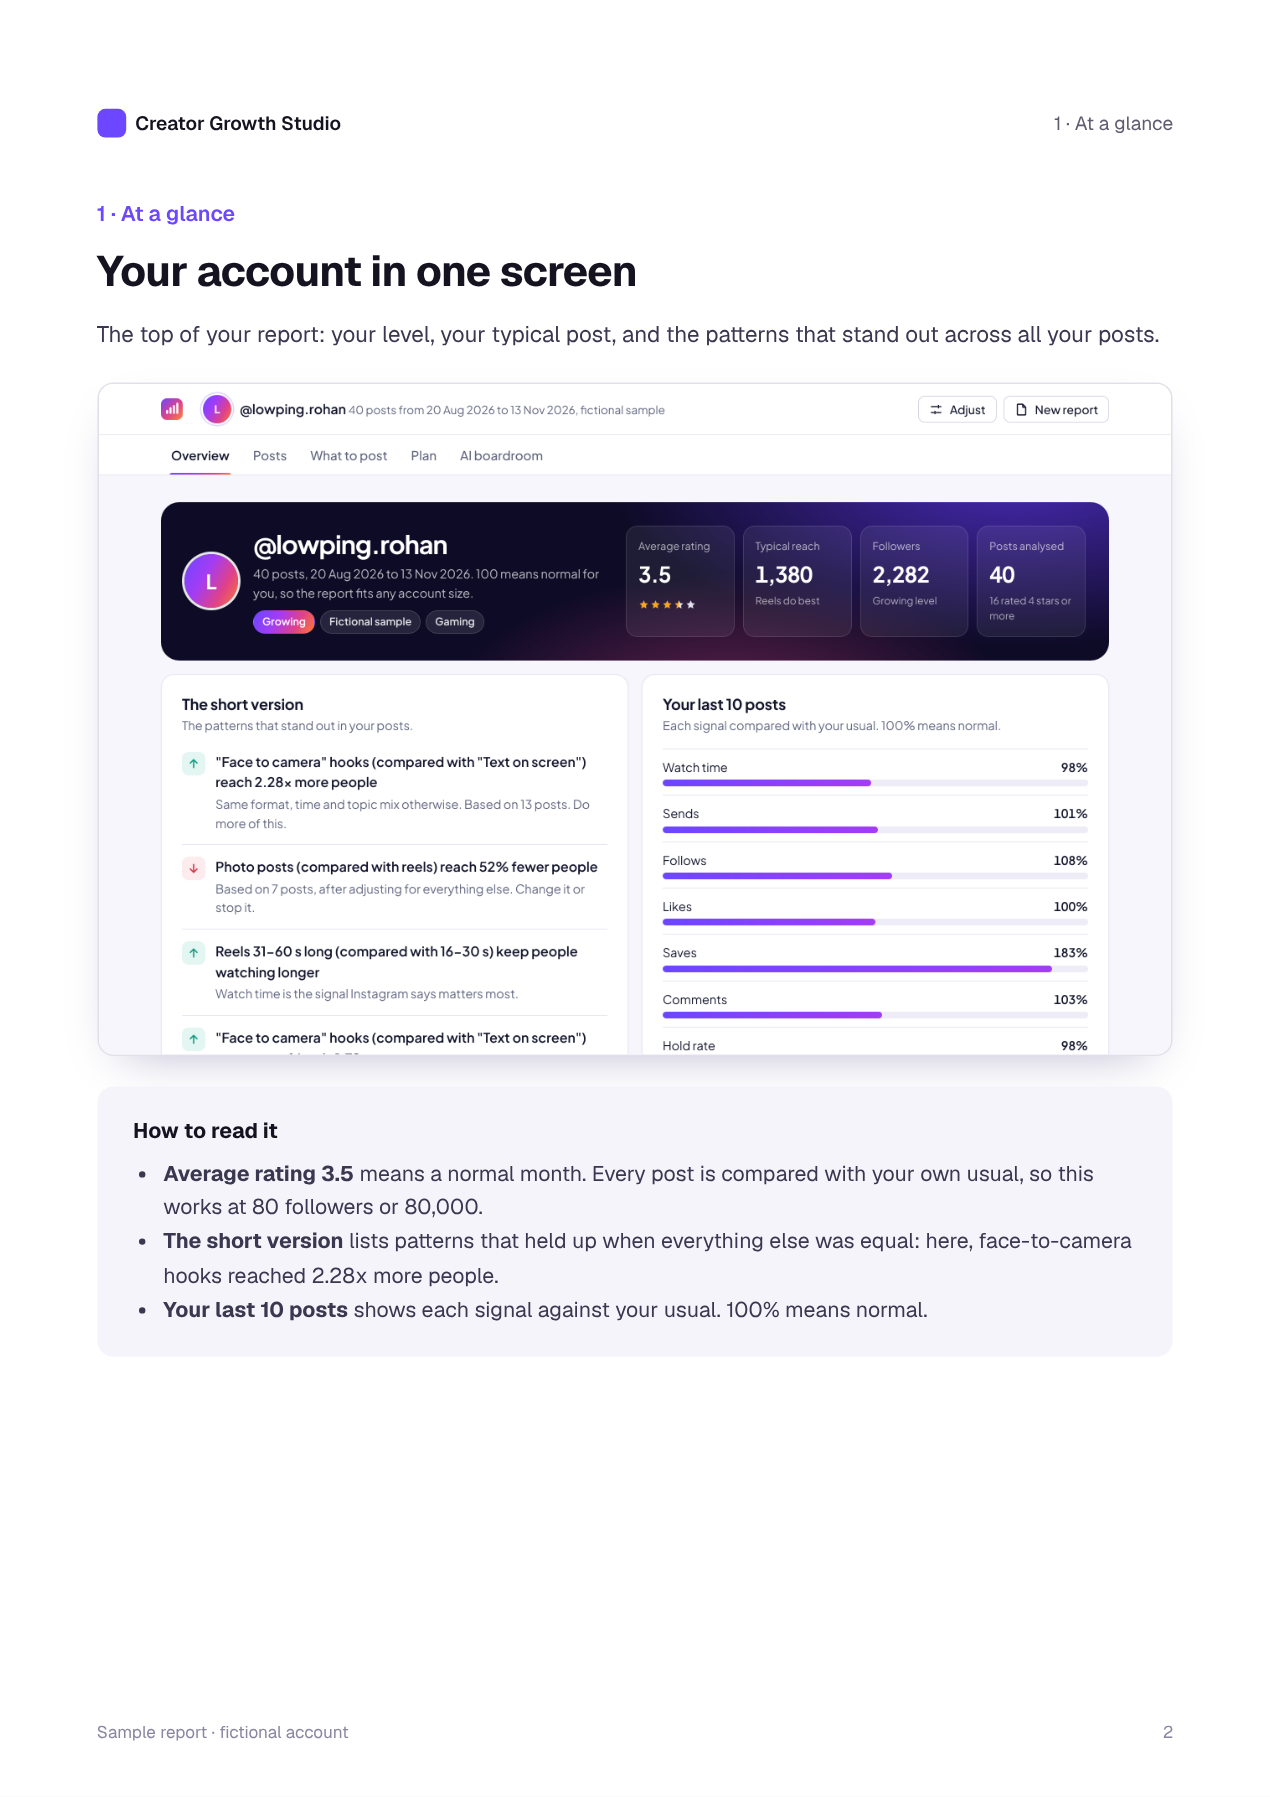 Creator Growth Studio
1 · At a glance
1 · At a glance
Your account in one screen
The top of your report: your level, your typical post, and the patterns that stand out across all your posts.
L
@lowping.rohan 40 posts from 20 Aug 2026 to 13 Nov 2026, fictional sample
Adjust
New report
Overview
Posts
What to post
Plan
AI boardroom
L
@lowping.rohan
40 posts, 20 Aug 2026 to 13 Nov 2026. 100 means normal for
you, so the report fits any account size.
Growing
Fictional sample
Gaming
Average rating
3.5
Typical reach
1,380
Reels do best
Followers
2,282
Growing level
Posts analysed
40
16 rated 4 stars or
more
The short version
The patterns that stand out in your posts.
"Face to camera" hooks (compared with "Text on screen")
reach 2.28× more people
Same format, time and topic mix otherwise. Based on 13 posts. Do
more of this.
Photo posts (compared with reels) reach 52% fewer people
Based on 7 posts, after adjusting for everything else. Change it or
stop it.
Reels 31–60 s long (compared with 16–30 s) keep people
watching longer
Watch time is the signal Instagram says matters most.
"Face to camera" hooks (compared with "Text on screen")
Your last 10 posts
Each signal compared with your usual. 100% means normal.
Watch time 98%
Sends 101%
Follows 108%
Likes 100%
Saves 183%
Comments 103%
Hold rate 98%
How to read it
• Average rating 3.5 means a normal month. Every post is compared with your own usual, so this
works at 80 followers or 80,000.
• The short version lists patterns that held up when everything else was equal: here, face-to-camera
hooks reached 2.28x more people.
• Your last 10 posts shows each signal against your usual. 100% means normal.
Sample report · fictional account
2